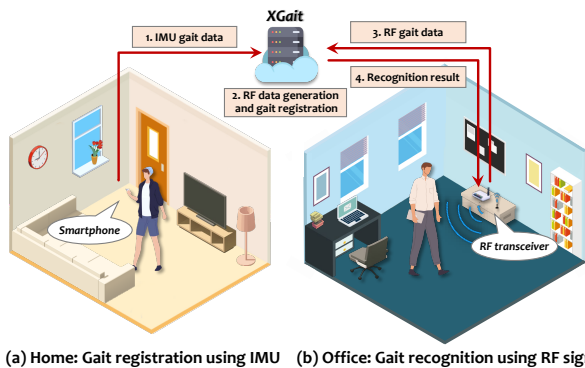 XGait
1. IMU gait data
3. RF gait data
2. RF data generation
and gait registration
4. Recognition result
Smartphone
RF transceiver
(a) Home: Gait registration using IMU
(b) Office: Gait recognition using RF sig